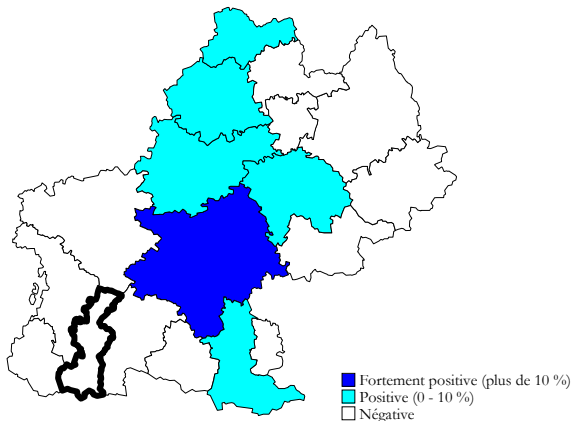 Fortement positive (plus de 10 %)
Positive (0 - 10 %)
Négative